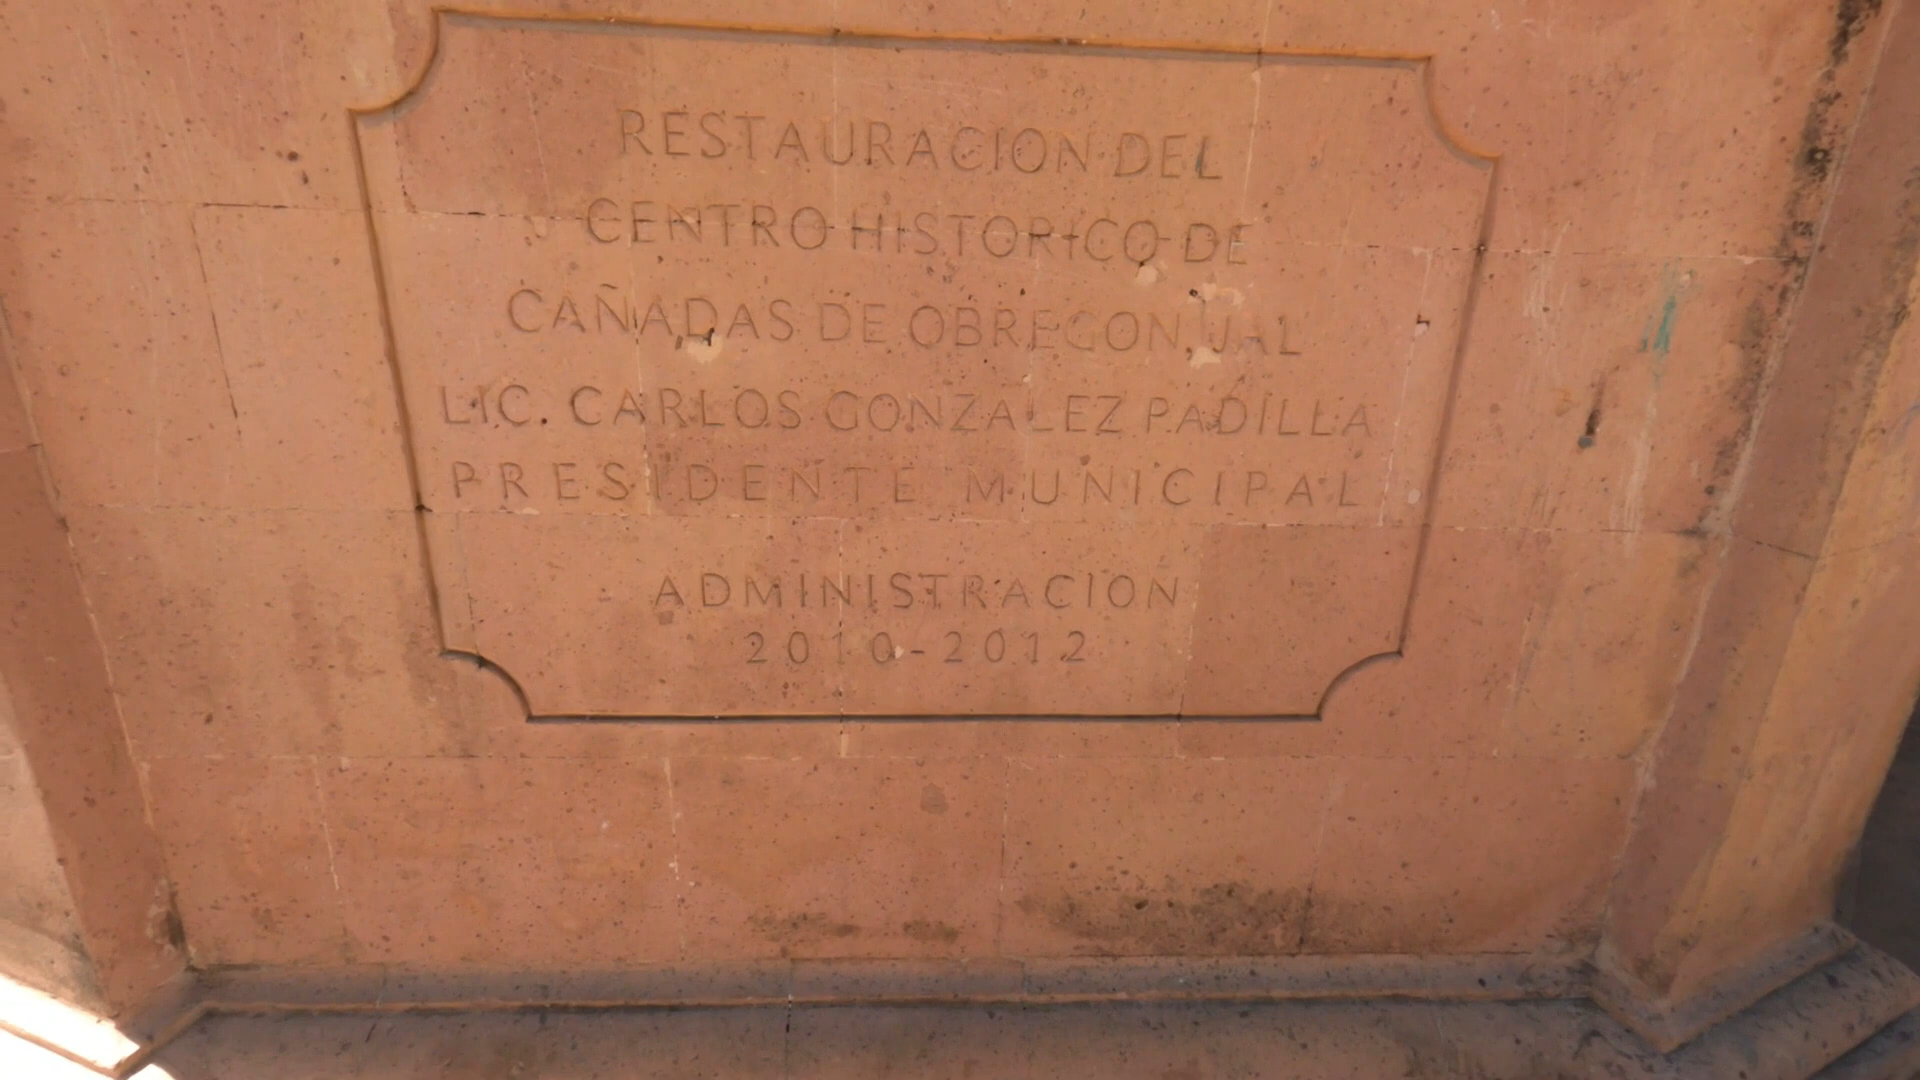 RESTAURACION DEL
CENTRO HISTORICO DE
CAÑADAS DE OBREGON, JAL
LIC. CARLOS GONZALEZ PADILLA
PRESIDENTE MUNICIPAL
ADMINISTRACION
2010-2012